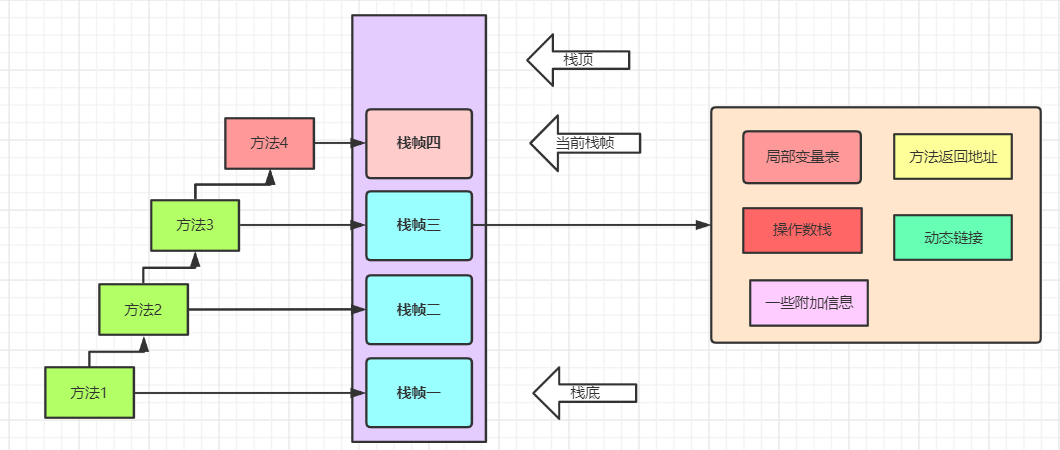 栈顶
方法4
栈帧四
当前栈帧
局部变量表
方法返回地址
方法3
栈帧三
操作数栈
动态链接
方法2
栈帧二
一些附加信息
方法1
栈帧一
栈底